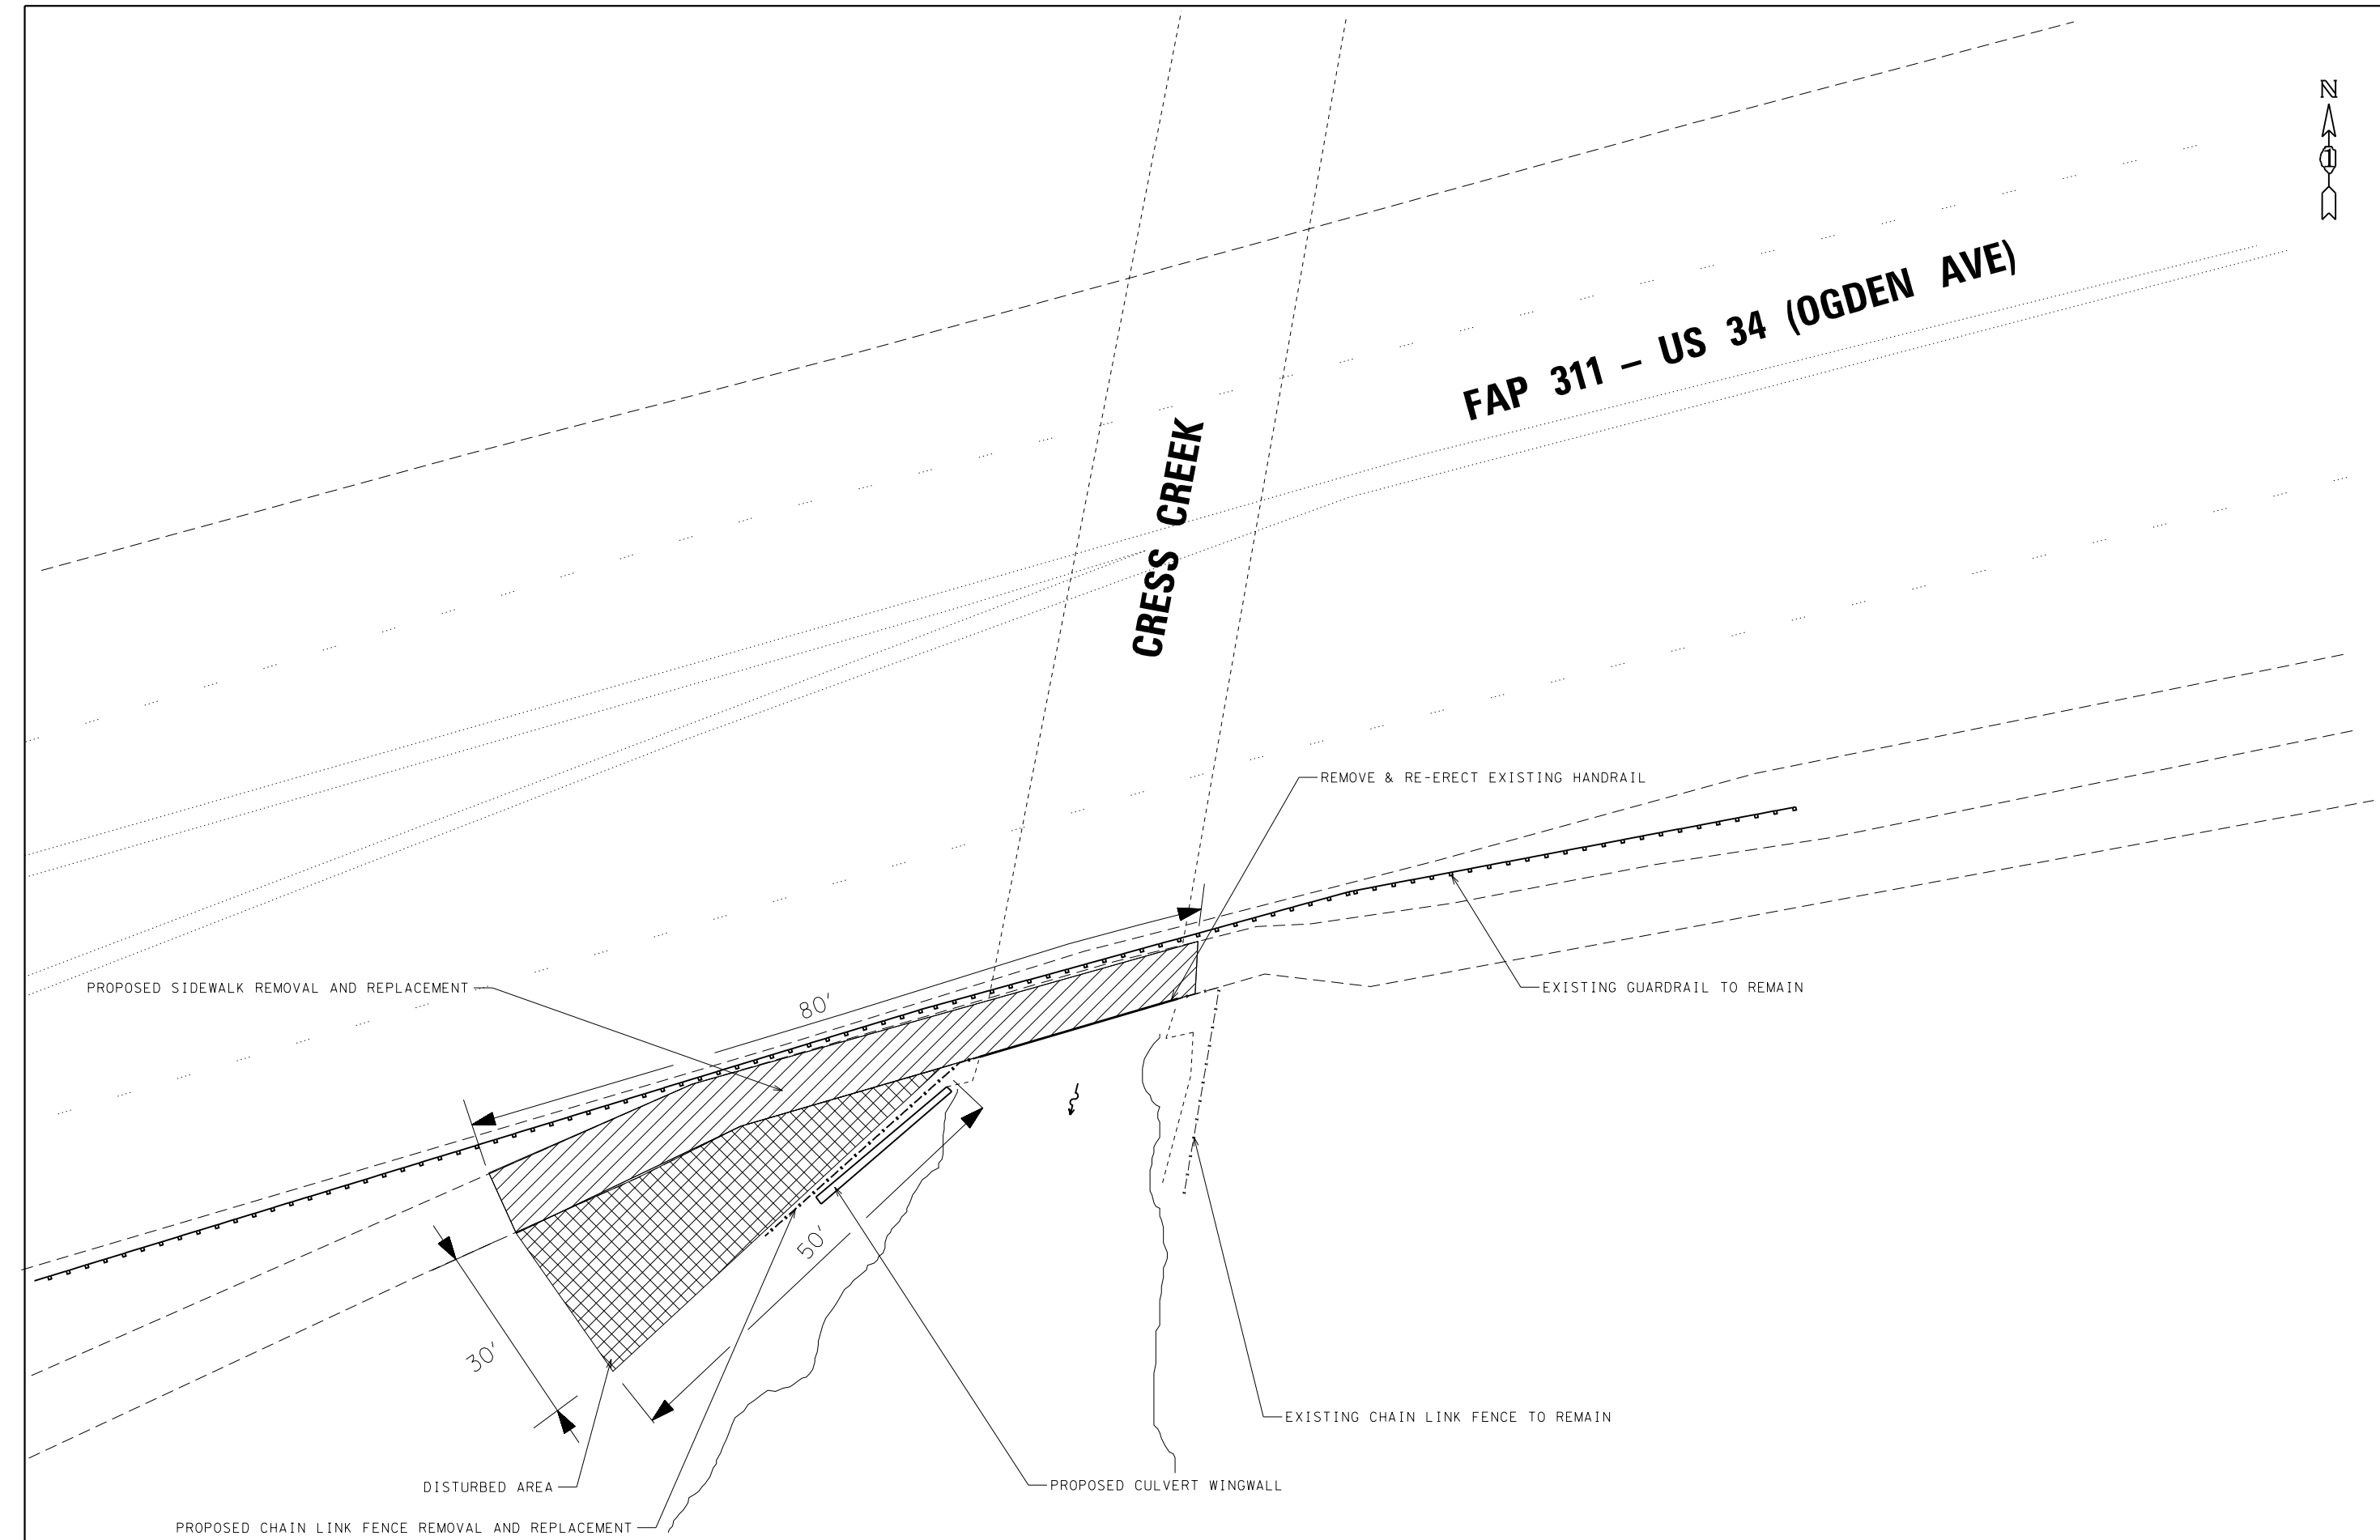 N
1
FAP 311 – US 34 (OGDEN AVE)
CRESS CREEK
REMOVE & RE-ERECT EXISTING HANDRAIL
PROPOSED SIDEWALK REMOVAL AND REPLACEMENT
80'
EXISTING GUARDRAIL TO REMAIN
50'
30'
EXISTING CHAIN LINK FENCE TO REMAIN
DISTURBED AREA
PROPOSED CULVERT WINGWALL
PROPOSED CHAIN LINK FENCE REMOVAL AND REPLACEMENT